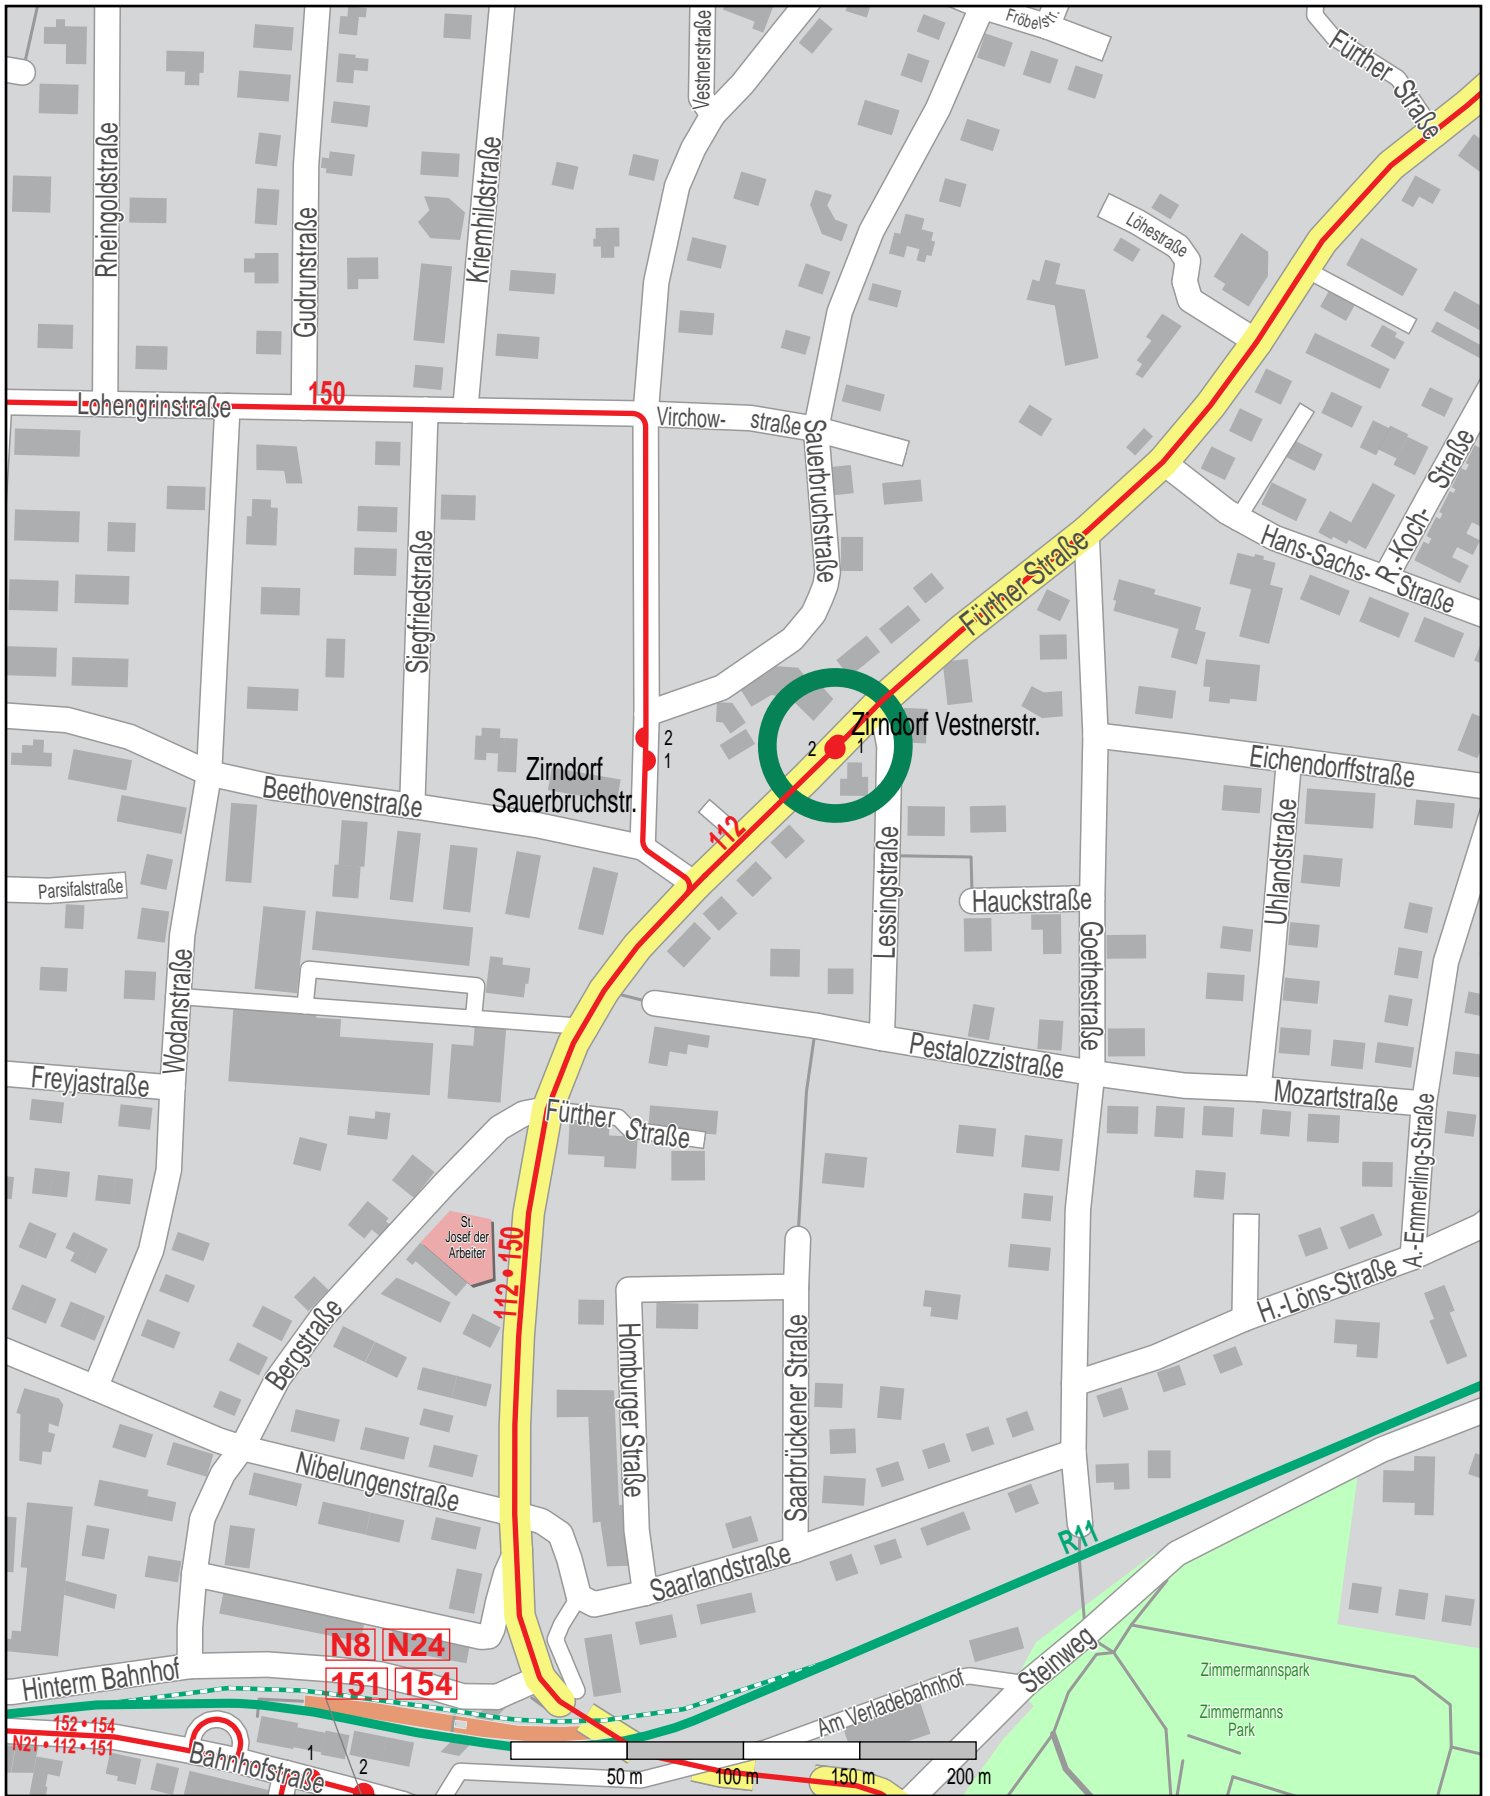 Fröbelstr.
Vestnerstraße
Fürther Straße
Rheingoldstraße
Gudrunstraße
Kriemhildstraße
Löhestraße
150
Lohengrinstraße
Virchow- straße
Sauerbruchstraße
Siegfriedstraße
Fürther Straße
Hans-Sachs- Straße
R.-Koch- Straße
Zirndorf Vestnerstr.
2
1
2
1
Zirndorf
Sauerbruchstr.
Eichendorffstraße
Beethovenstraße
112
Uhlandstraße
Lessingstraße
Parsifalstraße
Hauckstraße
Goethestraße
Wodanstraße
Pestalozzistraße
Freyjastraße
Mozartstraße
Fürther Straße
A.-Emmerling-Straße
St.
Josef der
Arbeiter
112 • 150
H.-Löns-Straße
Bergstraße
Homburger Straße
Saarbrückener Straße
Nibelungenstraße
R11
Saarlandstraße
N8 N24
151 154
Hinterm Bahnhof
Steinweg
Zimmermannspark
Zimmermanns
Park
Am Verladebahnhof
152 • 154
N21 • 112 • 151
Bahnhofstraße
1
2
50 m 100 m 150 m 200 m